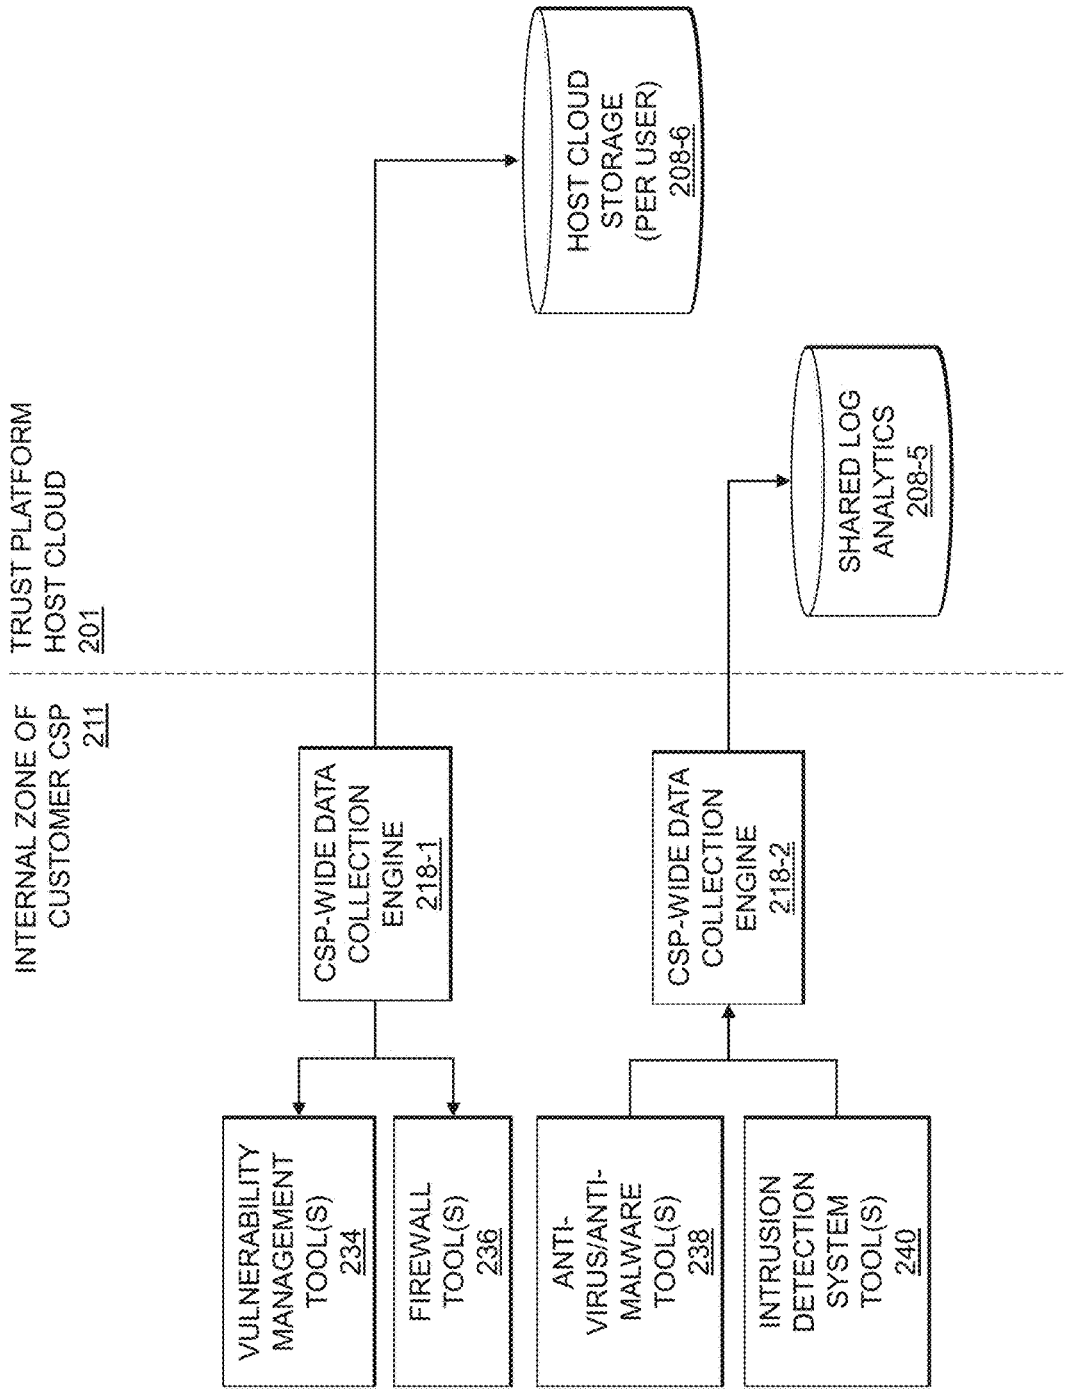 INTERNAL ZONE OF
CUSTOMER CSP
211
TRUST PLATFORM
HOST CLOUD
201
VULNERABILITY
MANAGEMENT
TOOL(S)
234
FIREWALL
TOOL(S)
236
CSP-WIDE DATA
COLLECTION
ENGINE
218-1
HOST CLOUD
STORAGE
(PER USER)
208-6
ANTI-
VIRUS/ANTI-
MALWARE
TOOL(S)
238
INTRUSION
DETECTION
SYSTEM
TOOL(S)
240
CSP-WIDE DATA
COLLECTION
ENGINE
218-2
SHARED LOG
ANALYTICS
208-5